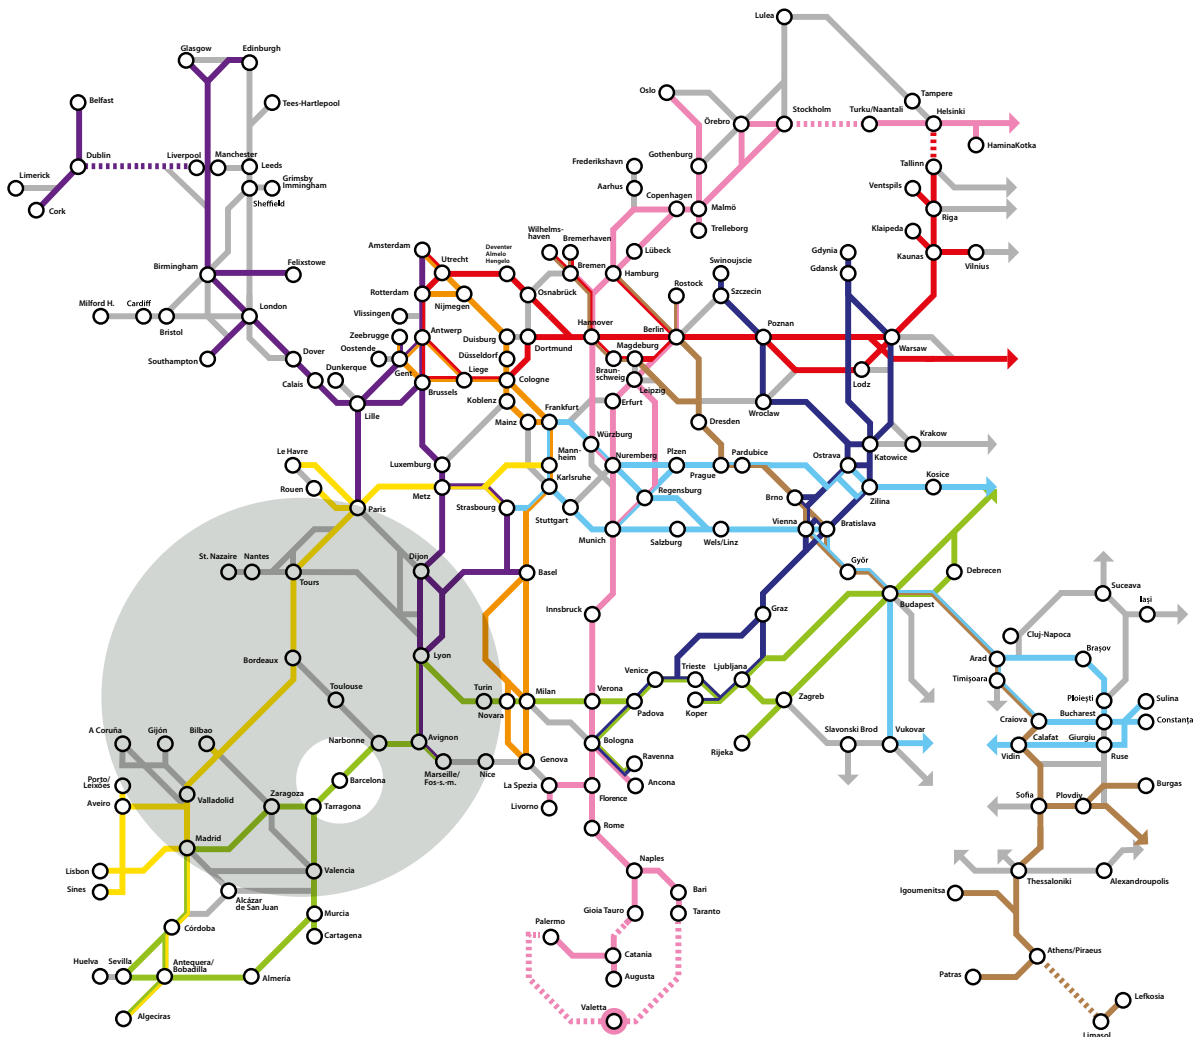 Lulea
Glasgow
Edinburgh
Oslo
Tampere
Belfast
Tees-Hartlepool
Örebro
Stockholm
Turku/Naantali
Helsinki
HaminaKotka
Dublin
Liverpool
Manchester
Leeds
Frederikshavn
Gothenburg
Tallinn
Limerick
Grimsby
Immingham
Aarhus
Ventspils
Sheffield
Cork
Copenhagen
Malmö
Riga
Trelleborg
Klaipeda
Wilhelms-
haven
Bremerhaven
Amsterdam
Utrecht
Deventer
Almelo
Hengelo
Lübeck
Gdynia
Kaunas
Vilnius
Birmingham
Felixstowe
Bremen
Hamburg
Swinoujscie
Gdansk
Rostock
Szczecin
Rotterdam
Nijmegen
Osnabrück
Milford H.
Cardiff
Bristol
London
Vlissingen
Zeebrugge
Oostende
Antwerp
Duisburg
Dortmund
Hannover
Berlin
Poznan
Warsaw
Southampton
Dover
Gent
Düsseldorf
Magdeburg
Braun-
schweig
Leipzig
Lodz
Calais
Dunkerque
Brussels
Liege
Cologne
Lille
Koblenz
Erfurt
Wroclaw
Mainz
Frankfurt
Dresden
Würzburg
Krakow
Le Havre
Luxemburg
Mann-
heim
Nuremberg
Plzen
Prague
Pardubice
Ostrava
Katowice
Rouen
Metz
Karlsruhe
Regensburg
Brno
Zilina
Kosice
Paris
Strasbourg
Stuttgart
Munich
Salzburg
Wels/Linz
Vienna
Bratislava
St. Nazaire
Nantes
Tours
Dijon
Basel
Győr
Debrecen
Budapest
Suceava
Iași
Innsbruck
Graz
Cluj-Napoca
Bordeaux
Lyon
Venice
Trieste
Ljubljana
Arad
Brașov
Timișoara
Toulouse
Turin
Novara
Milan
Verona
Padova
Koper
Zagreb
Ploiești
Sulina
Craiova
Bucharest
Constanța
A Coruña
Gijón
Bilbao
Narbonne
Avignon
Bologna
Rijeka
Slavonski Brod
Vukovar
Calafat
Vidin
Giurgiu
Ruse
Marseille/
Fos-s.-m.
Nice
Genova
Ravenna
Ancona
Porto/
Leixões
Aveiro
Valladolid
Zaragoza
Barcelona
Tarragona
La Spezia
Livorno
Florence
Sofia
Plovdiv
Burgas
Rome
Madrid
Lisbon
Sines
Valencia
Alcázar
de San Juan
Naples
Bari
Taranto
Thessaloniki
Alexandroupolis
Igoumenitsa
Murcia
Cartagena
Gioia Tauro
Palermo
Córdoba
Huelva
Sevilla
Antequera/
Bobadilla
Almería
Catania
Augusta
Athens/Piraeus
Patras
Algeciras
Valetta
Lefkosia
Limasol